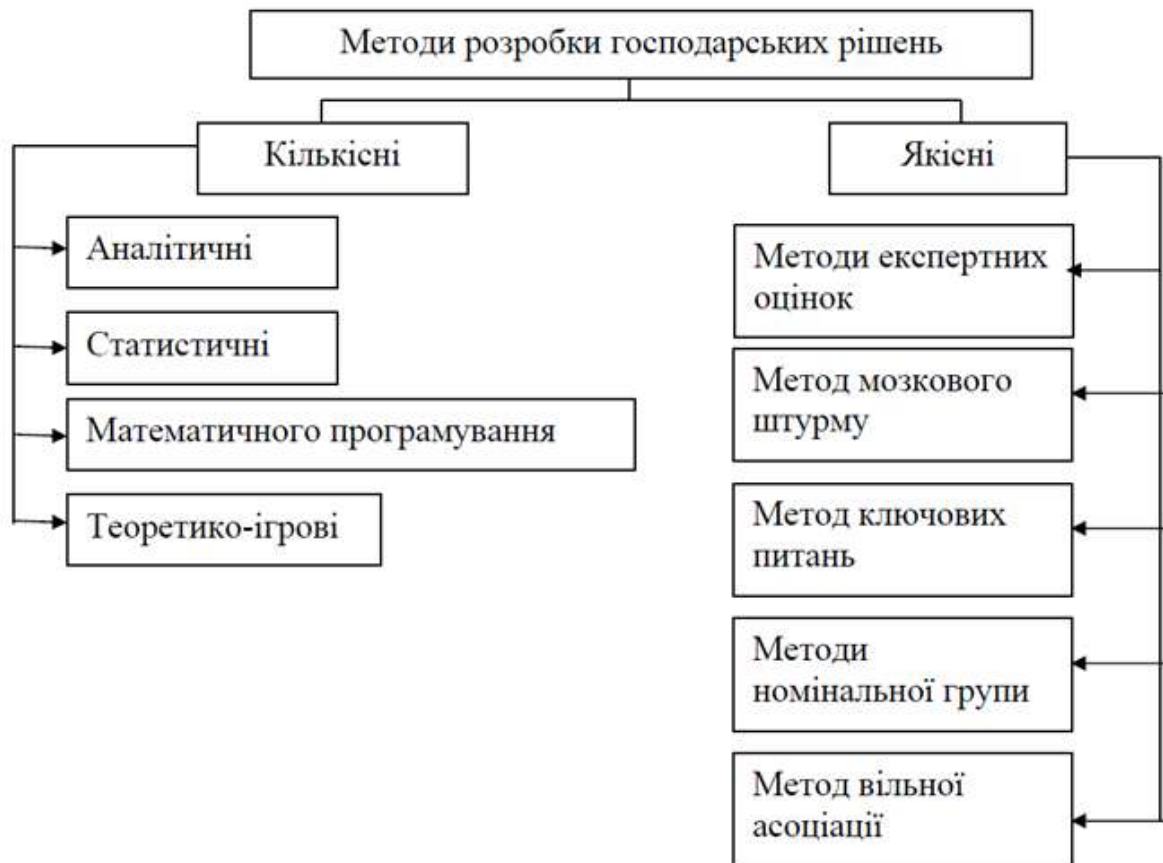 Методи розробки господарських рішень
Кількісні
Якісні
Аналітичні
Статистичні
Математичного програмування
Теоретико-ігрові
Методи експертних
оцінок
Метод мозкового
штурму
Метод ключових
питань
Методи
номінальної групи
Метод вільної
асоціації